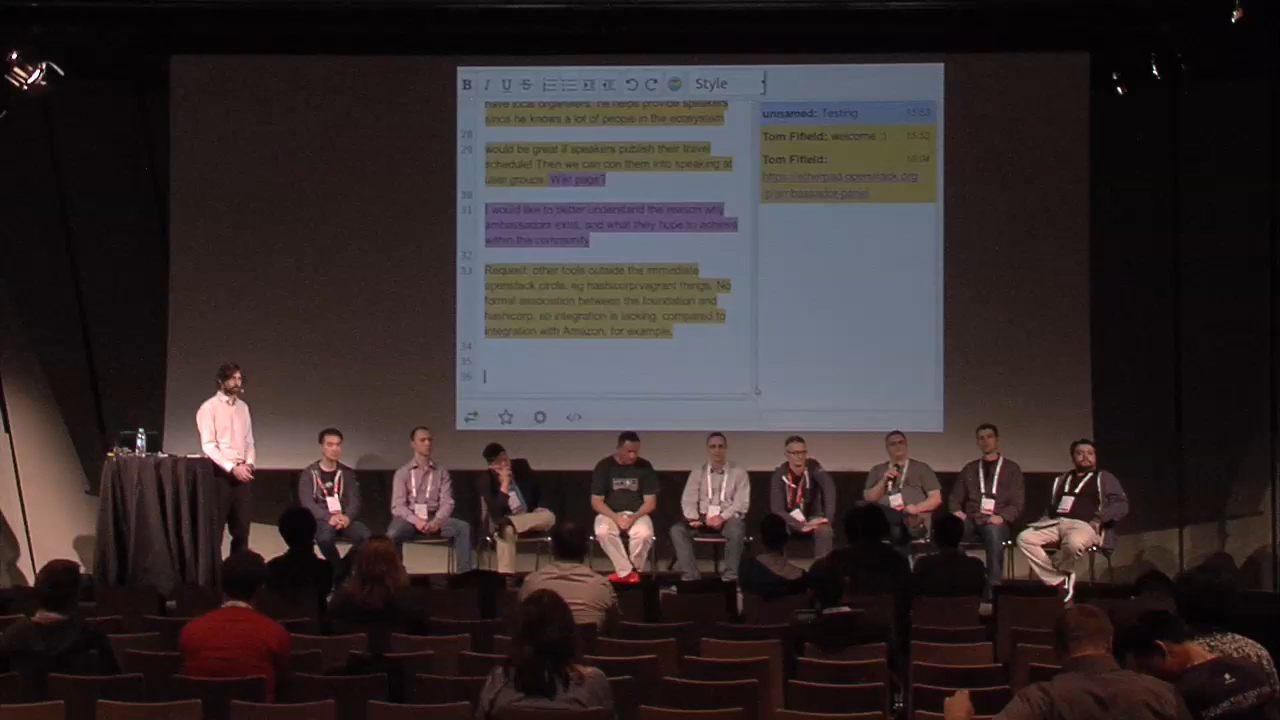 B I U S Style
have local organisers. he helps provide speakers
since he knows a lot of people in the ecosystem
28
29 would be great if speakers publish their travel
schedule! Then we can con them into speaking at
user groups. Wiki page?
30
31 I would like to better understand the reason why
ambassadors exist, and what they hope to achieve
within the community
32
33 Request: other tools outside the immediate
openstack circle, eg hashicorp/vagrant things. No
formal association between the foundation and
hashicorp, so integration is lacking, compared to
integration with Amazon, for example.
34
35
36
unnamed: Testing
Tom Fifield: welcome :)
Tom Fifield:
https://etherpad.openstack.org
/p/ambassador-panel